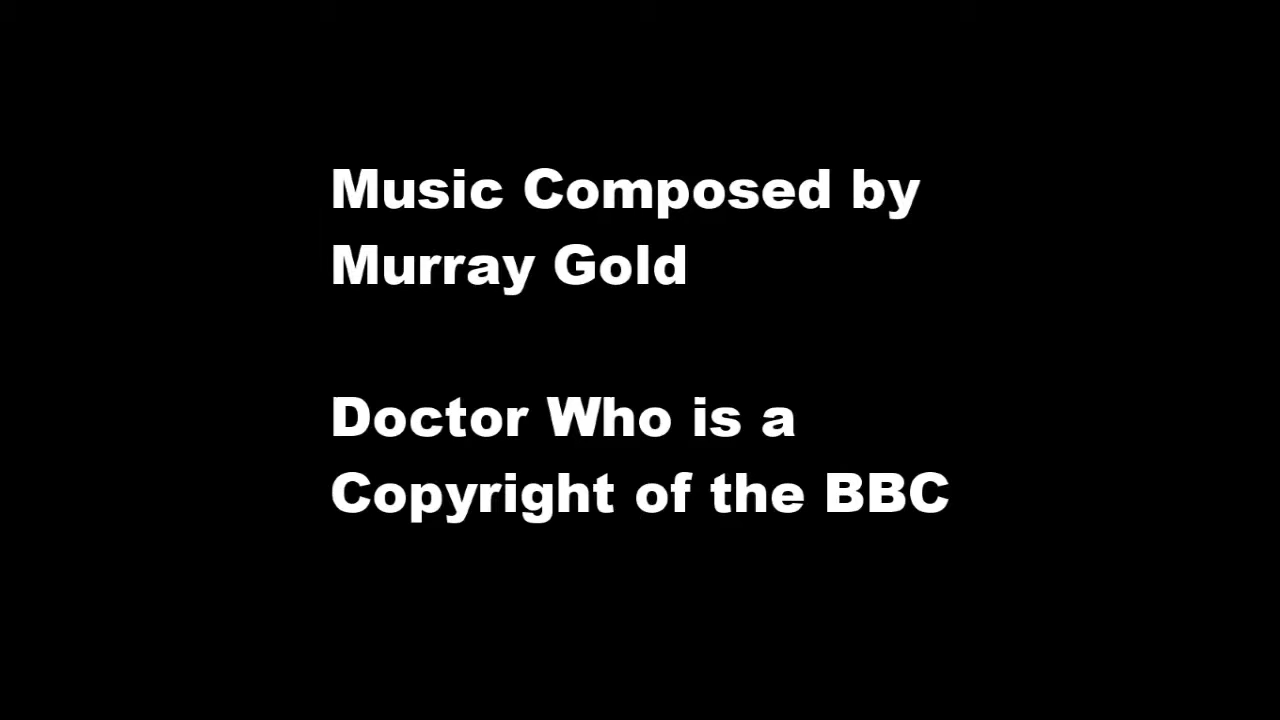 Music Composed by
Murray Gold
Doctor Who is a
Copyright of the BBC